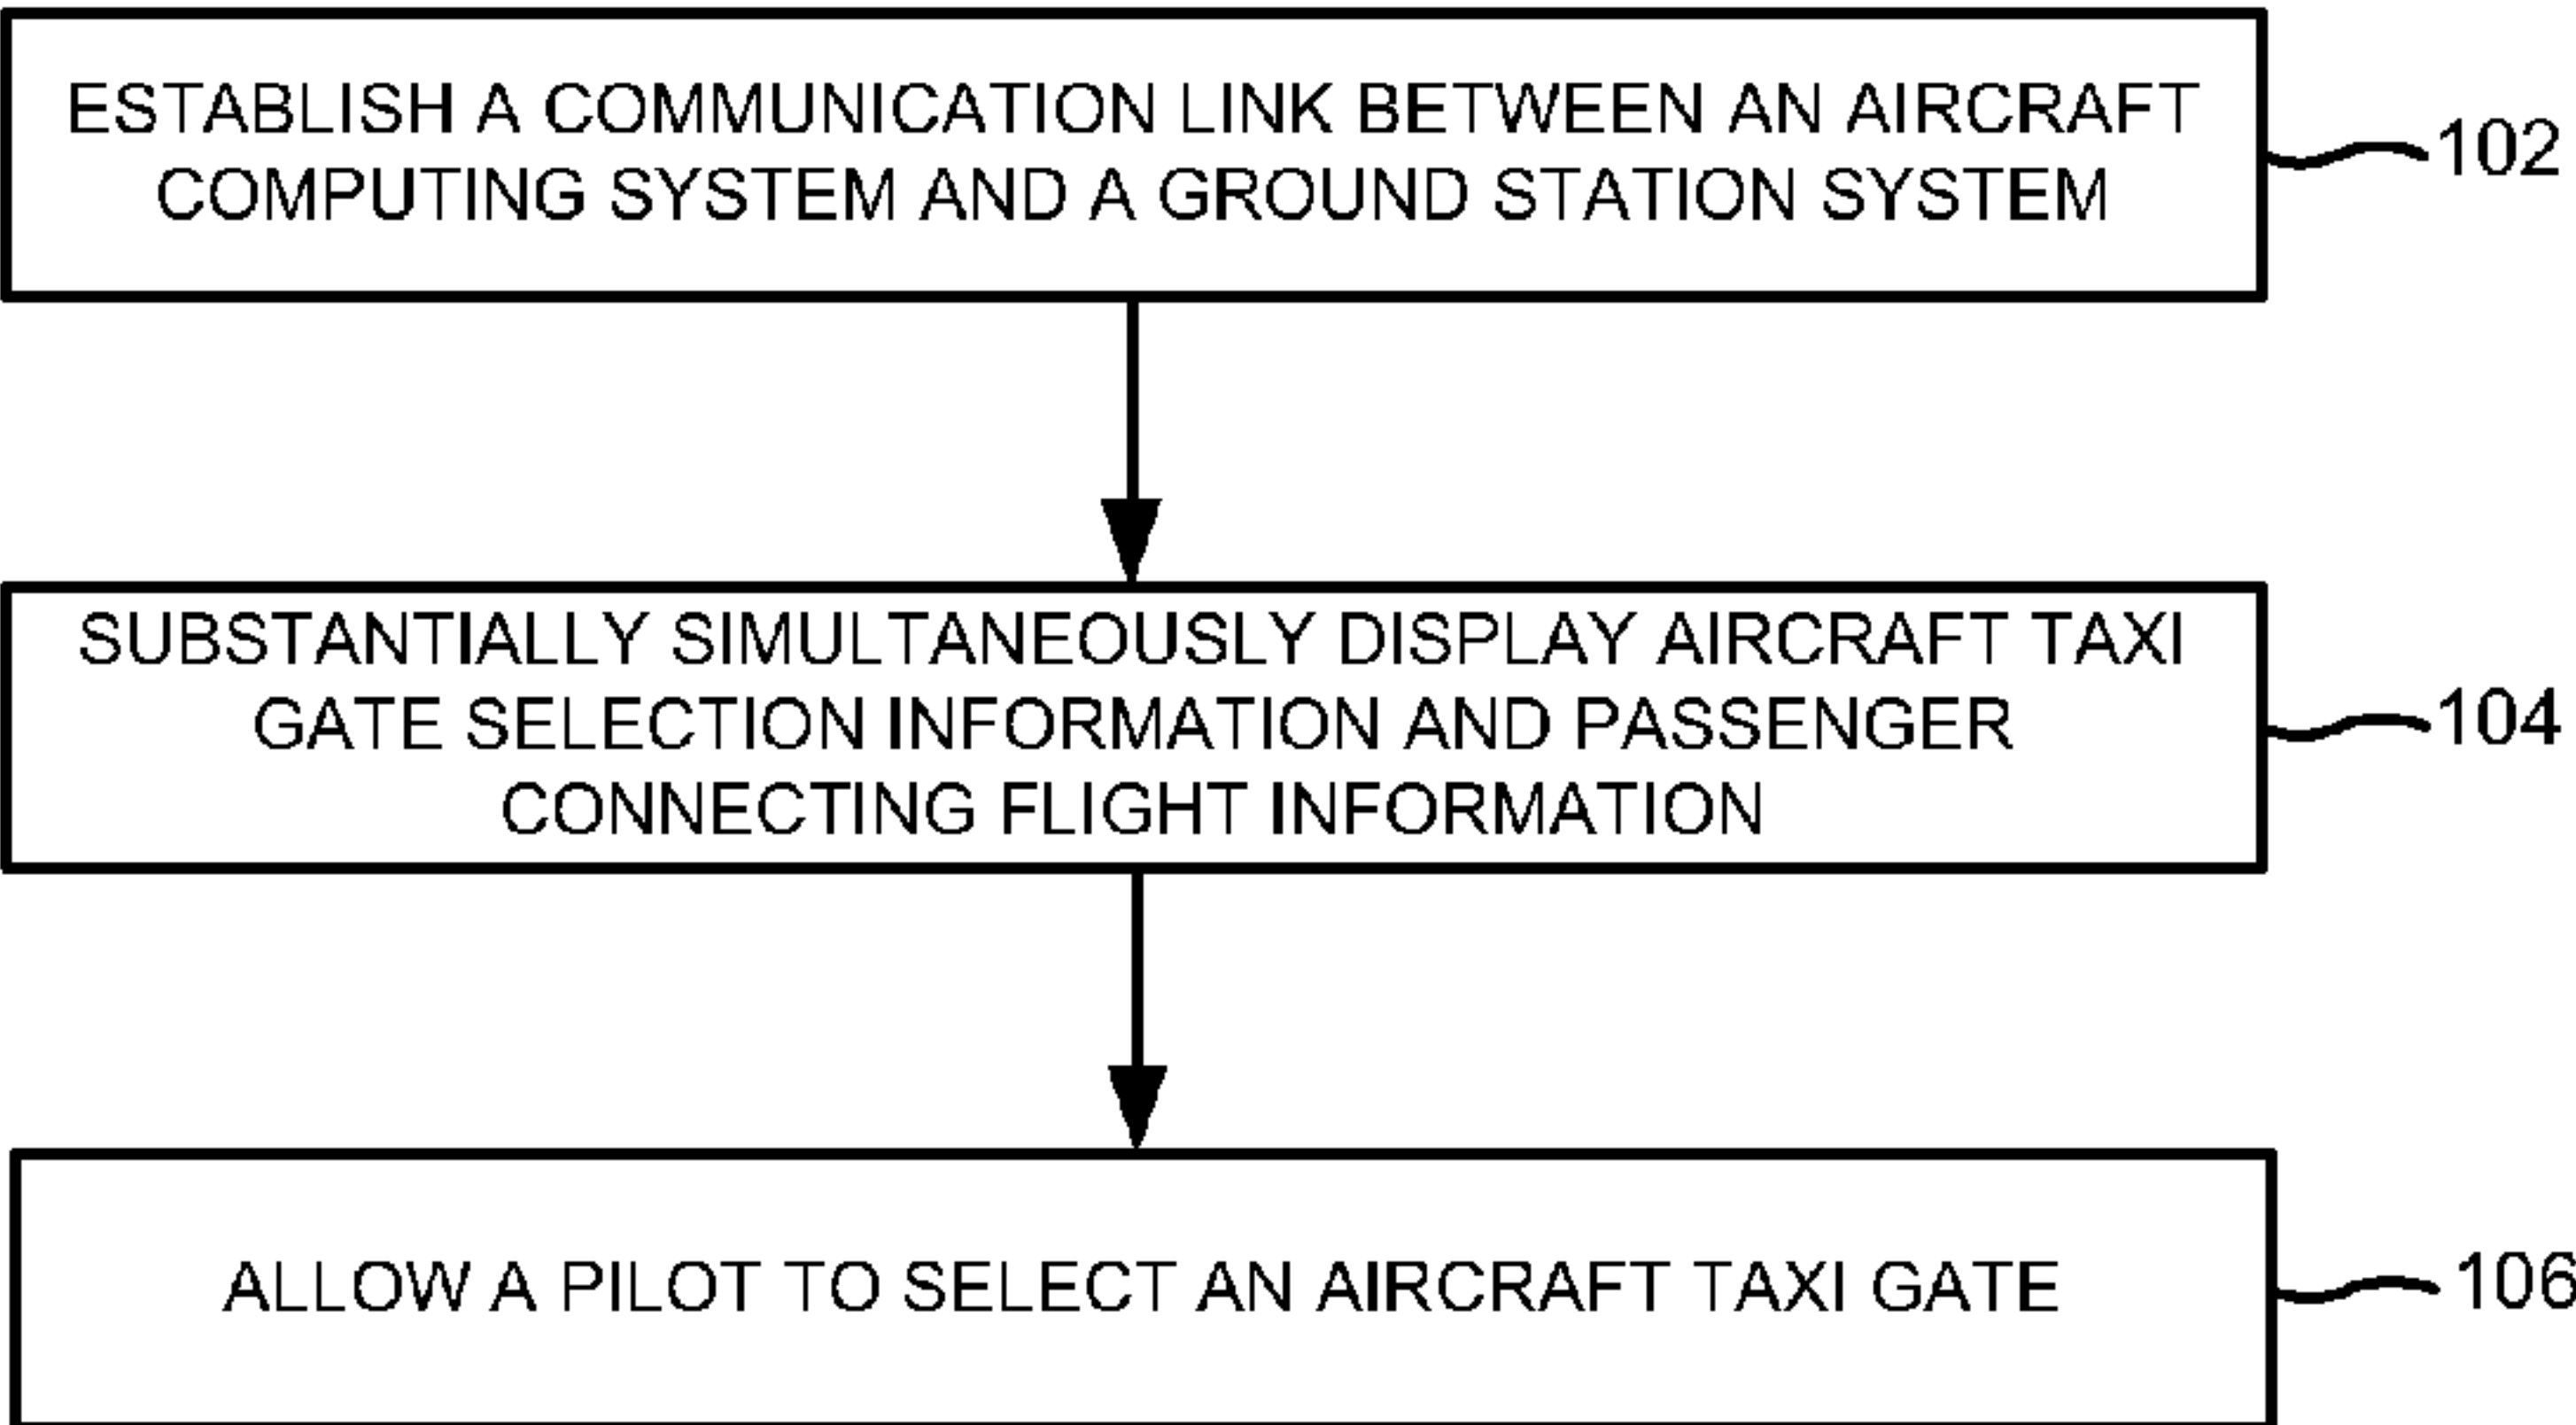 ESTABLISH A COMMUNICATION LINK BETWEEN AN AIRCRAFT
COMPUTING SYSTEM AND A GROUND STATION SYSTEM
102
SUBSTANTIALLY SIMULTANEOUSLY DISPLAY AIRCRAFT TAXI
GATE SELECTION INFORMATION AND PASSENGER
CONNECTING FLIGHT INFORMATION
104
ALLOW A PILOT TO SELECT AN AIRCRAFT TAXI GATE
106